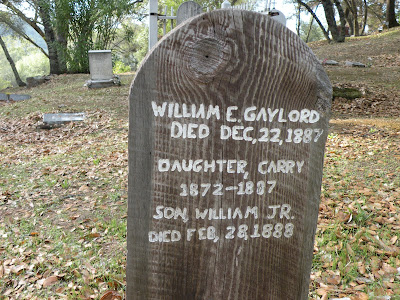 WILLIAM E. GAYLORD
DIED DEC, 22, 1887
DAUGHTER, CARRY
1872-1887
SON, WILLIAM JR.
DIED FEB, 28, 1888